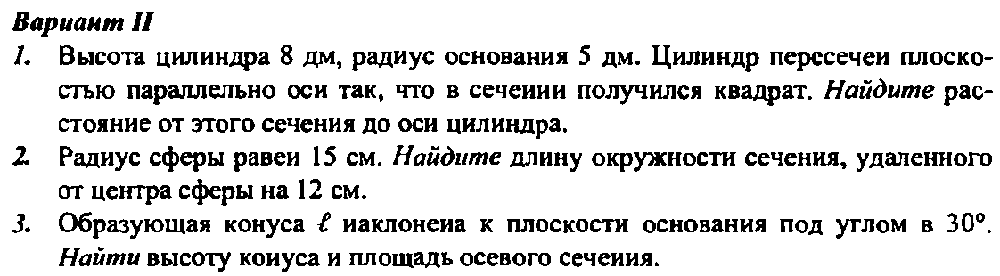 Вариант II
1. Высота цилиндра 8 дм, радиус основания 5 дм. Цилиндр пересечеи плоско-
стью параллельно оси так, что в сечеиии получился квадрат. Найдите рас-
стояние от этого сечения до оси цилиндра.
2. Радиус сферы равеи 15 см. Найдите длину окружности сечения, удаленного
от центра сферы на 12 см.
3. Образующая конуса ℓ иаклонеиа к плоскости основания под углом в 30°.
Найти высоту коиуса и площадь осевого сечеиия.